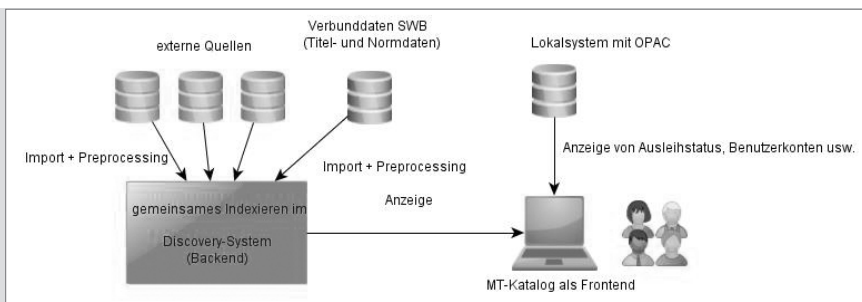 externe Quellen
Verbunddaten SWB
(Titel- und Normdaten)
Lokalsystem mit OPAC
Import + Preprocessing
Import + Preprocessing
Anzeige von Ausleihstatus, Benutzerkonten usw.
Anzeige
gemeinsames Indexieren im
Discovery-System
(Backend)
MT-Katalog als Frontend